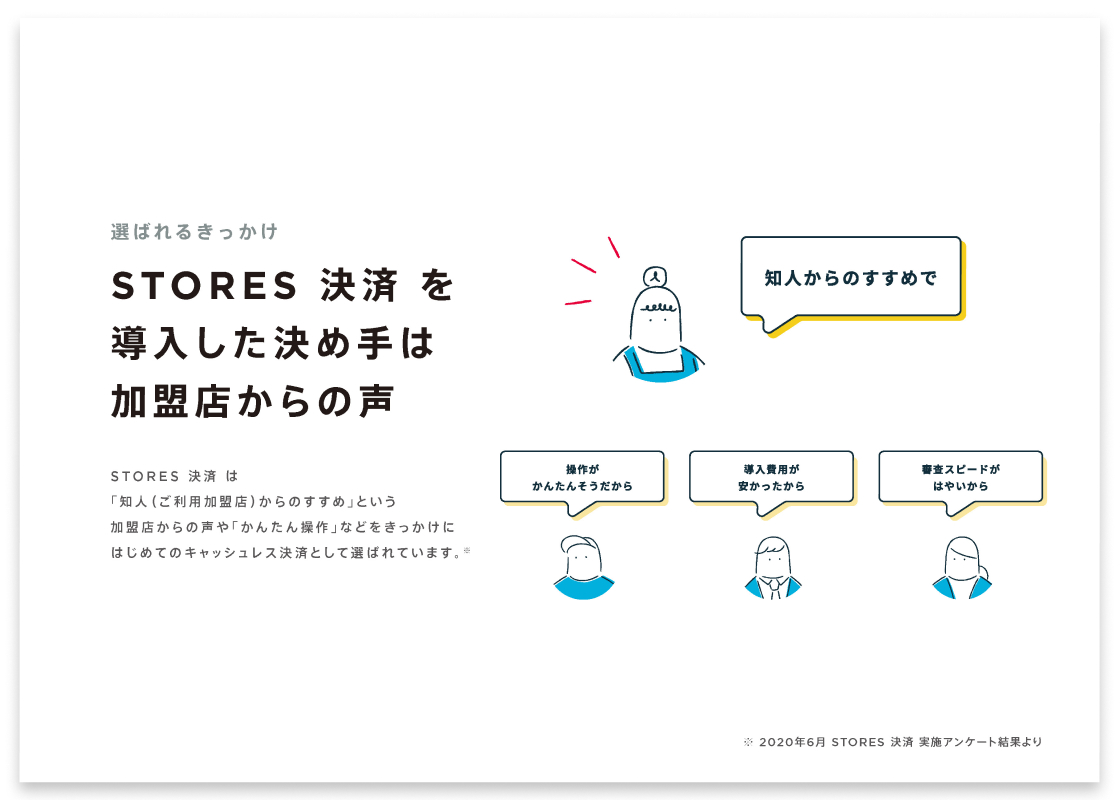 選ばれるきっかけ
STORES 決済 を
導入した決め手は
加盟店からの声
STORES 決済 は
「知人(ご利用加盟店)からのすすめ」という
加盟店からの声や「かんたん操作」などをきっかけに
はじめてのキャッシュレス決済として選ばれています。※
知人からのすすめで
操作が
かんたんそうだから
導入費用が
安かったから
審査スピードが
はやいから
※ 2020年6月 STORES 決済 実施アンケート結果より